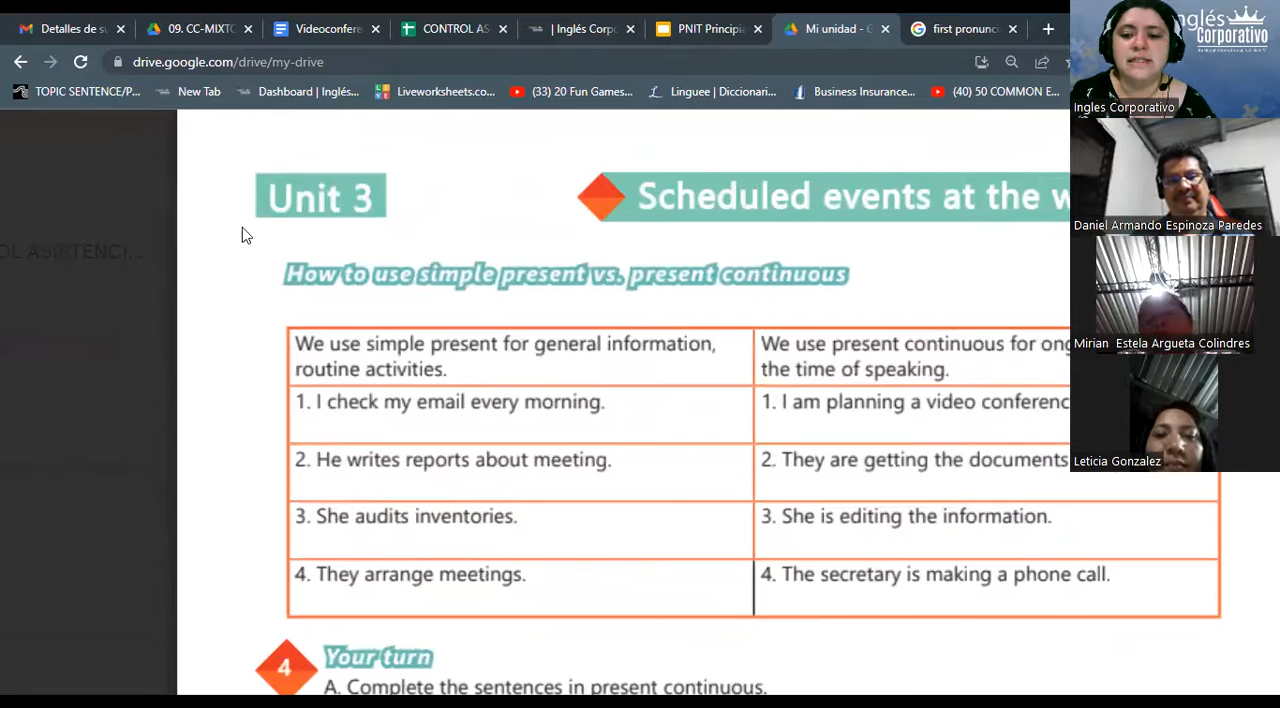 Detalles de su
09. CC-MIXT
Videoconfere
CONTROL AS
| Inglés Corpo
PNIT Principia
Mi unidad - G
first pronunci
drive.google.com/drive/my-drive
TOPIC SENTENCE/P...
New Tab
Dashboard | Inglés...
Liveworksheets.co...
(33) 20 Fun Games...
Linguee | Diccionari...
Business Insurance...
(40) 50 COMMON E...
Inglés
Corporativo
Ingles Corporativo
Daniel Armando Espinoza Paredes
Mirian Estela Argueta Colindres
Leticia Gonzalez
OL ASISTENCI...
Unit 3
Scheduled events at the w
How to use simple present vs. present continuous
We use simple present for general information,
routine activities.
We use present continuous for ong
the time of speaking.
1. I check my email every morning.
1. I am planning a video conferenc
2. He writes reports about meeting.
2. They are getting the documents
3. She audits inventories.
3. She is editing the information.
4. They arrange meetings.
4. The secretary is making a phone call.
4
Your turn
A. Complete the sentences in present continuous.